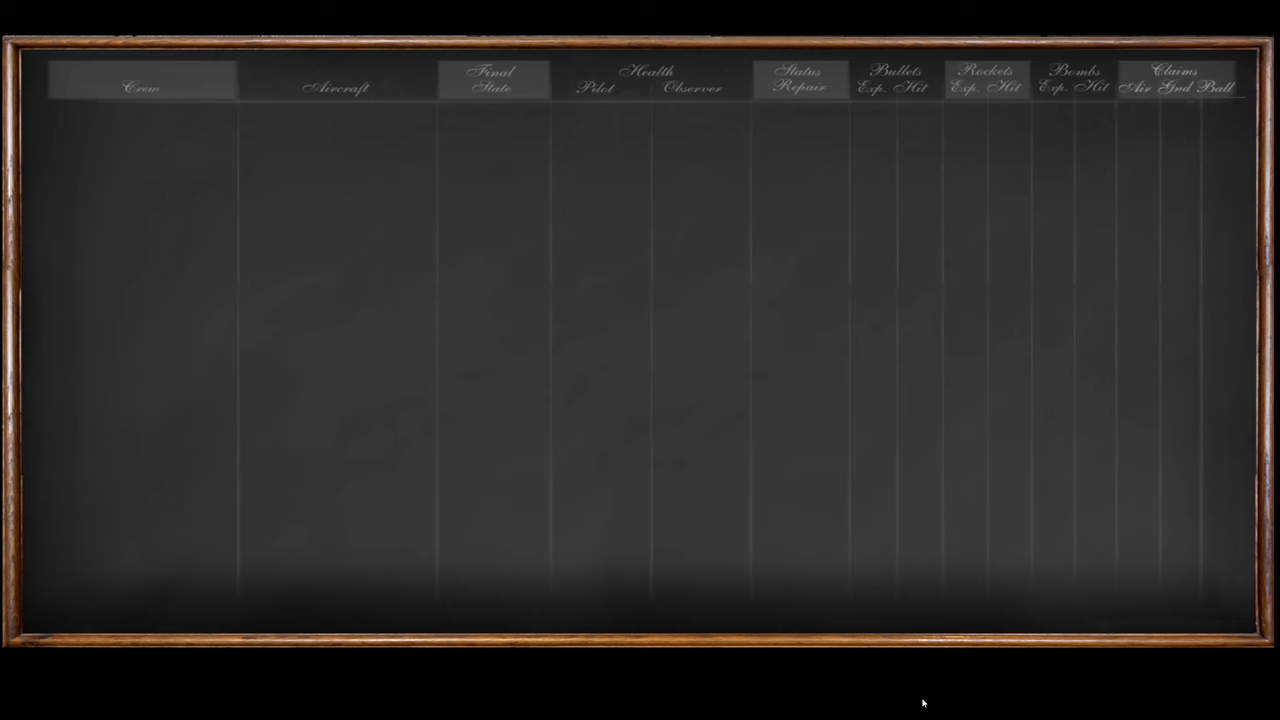 Crew
Aircraft
Final
State
Health
Pilot Observer
Status
Repair
Bullets
Exp. Hit
Rockets
Exp. Hit
Bombs
Exp. Hit
Claims
Air Gnd Ball